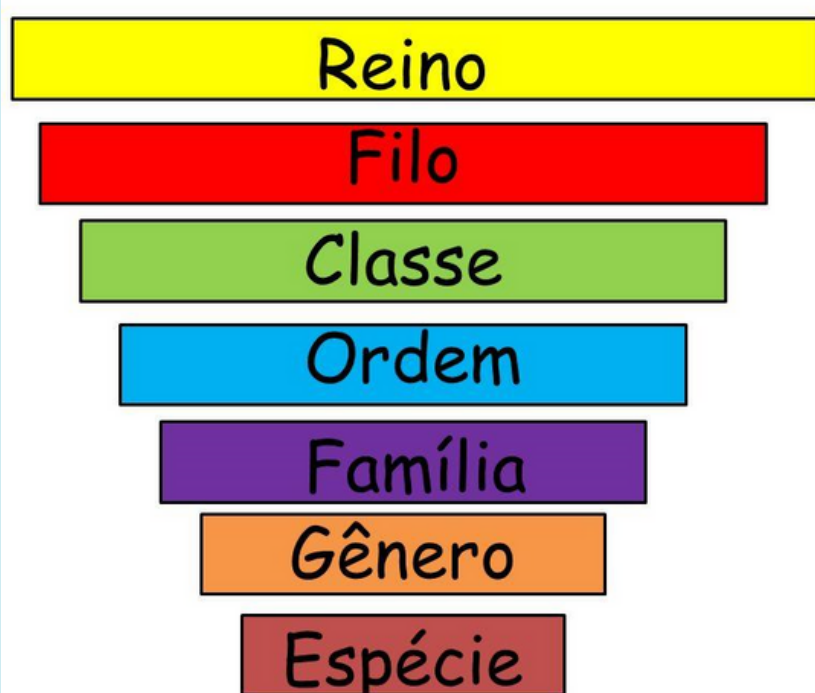 Reino
Filo
Classe
Ordem
Família
Gênero
Espécie